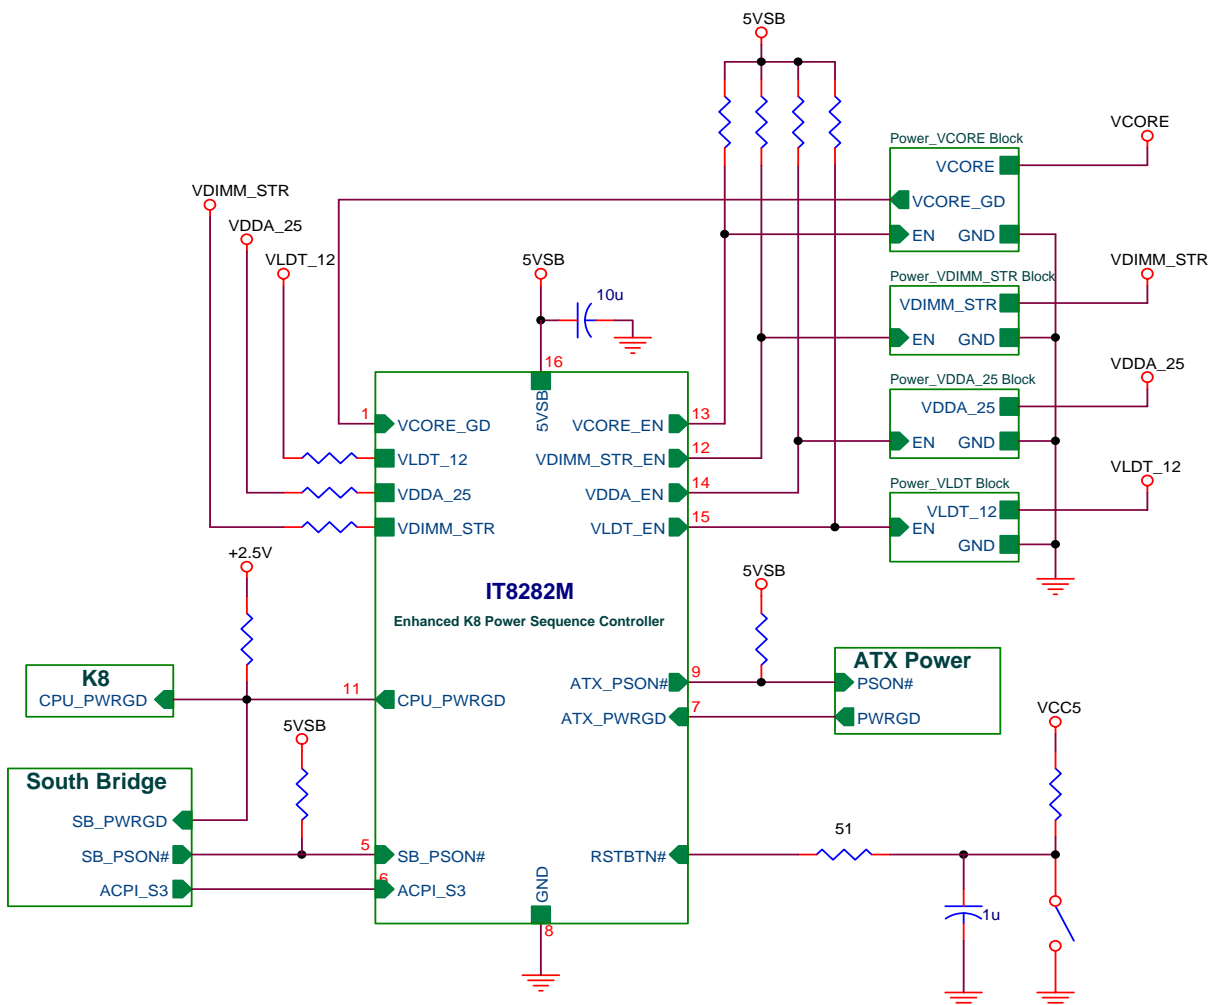 5VSB
VCORE
Power_VCORE Block
VCORE
VCORE_GD
EN GND
VDIMM_STR
VDDA_25
VLDT_12
5VSB
10u
VDIMM_STR
Power_VDIMM_STR Block
VDIMM_STR
EN GND
VDDA_25
Power_VDDA_25 Block
VDDA_25
EN GND
VLDT_12
Power_VLDT Block
VLDT_12
EN
GND
16
5VSB
1 VCORE_GD VCORE_EN 13
VLDT_12 VDIMM_STR_EN 12
VDDA_25 VDDA_EN 14
VDIMM_STR VLDT_EN 15
+2.5V
IT8282M
Enhanced K8 Power Sequence Controller
5VSB
K8
CPU_PWRGD
11 CPU_PWRGD
ATX_PSON# 9
ATX_PWRGD 7
ATX Power
PSON#
PWRGD
5VSB
VCC5
South Bridge
SB_PWRGD
SB_PSON#
ACPI_S3
5 SB_PSON#
6 ACPI_S3
RSTBTN#
51
1u
GND
8